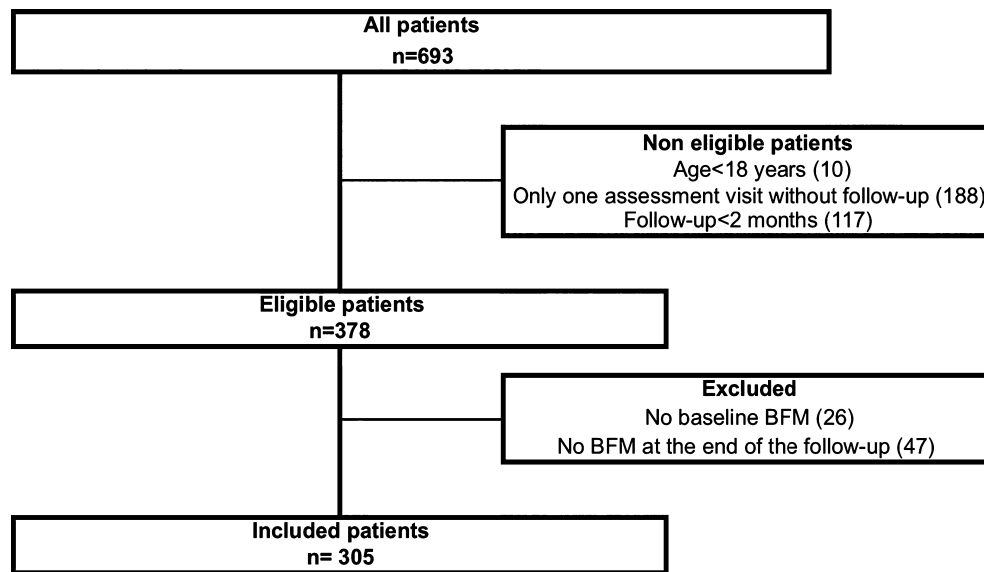 All patients
n=693
Non eligible patients
Age<18 years (10)
Only one assessment visit without follow-up (188)
Follow-up<2 months (117)
Eligible patients
n=378
Excluded
No baseline BFM (26)
No BFM at the end of the follow-up (47)
Included patients
n= 305